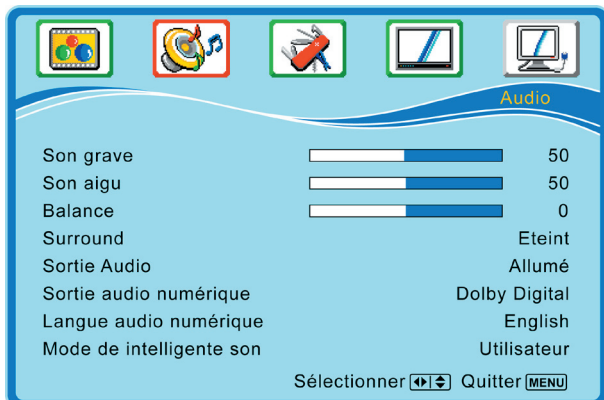 Audio
Son grave 50
Son aigu 50
Balance 0
Surround Eteint
Sortie Audio Allumé
Sortie audio numérique Dolby Digital
Langue audio numérique English
Mode de intelligente son Utilisateur
Sélectionner Quitter MENU